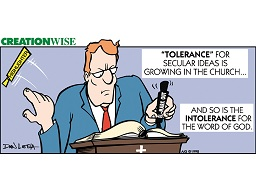 CREATIONWISE
"TOLERANCE" FOR
SECULAR IDEAS IS
GROWING IN THE CHURCH...
AND SO IS THE
INTOLERANCE FOR
THE WORD OF GOD.